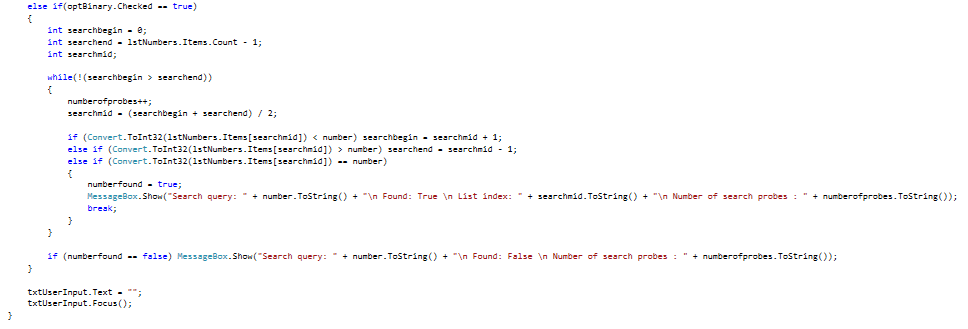 else if(optBinary.Checked == true)
{
int searchbegin = 0;
int searchend = lstNumbers.Items.Count - 1;
int searchmid;
while(!(searchbegin > searchend))
{
numberofprobes++;
searchmid = (searchbegin + searchend) / 2;
if (Convert.ToInt32(lstNumbers.Items[searchmid]) < number) searchbegin = searchmid + 1;
else if (Convert.ToInt32(lstNumbers.Items[searchmid]) > number) searchend = searchmid - 1;
else if (Convert.ToInt32(lstNumbers.Items[searchmid]) == number)
{
numberfound = true;
MessageBox.Show("Search query: " + number.ToString() + "\n Found: True \n List index: " + searchmid.ToString() + "\n Number of search probes : " + numberofprobes.ToString());
break;
}
}
if (numberfound == false) MessageBox.Show("Search query: " + number.ToString() + "\n Found: False \n Number of search probes : " + numberofprobes.ToString());
}
txtUserInput.Text = "";
txtUserInput.Focus();
}